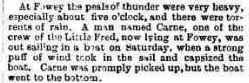 At Fowey the peals of thunder were very heavy,
especially about five o'clock, and there were tor-
rents of rain. A man named Carne, one of the
crew of the Little Fred, now lying at Fowey, was
out sailing in a boat on Saturday, when a strong
puff of wind took in the sail and capsized the
boat. Carne was promptly picked up, but the boat
went to the bottom.